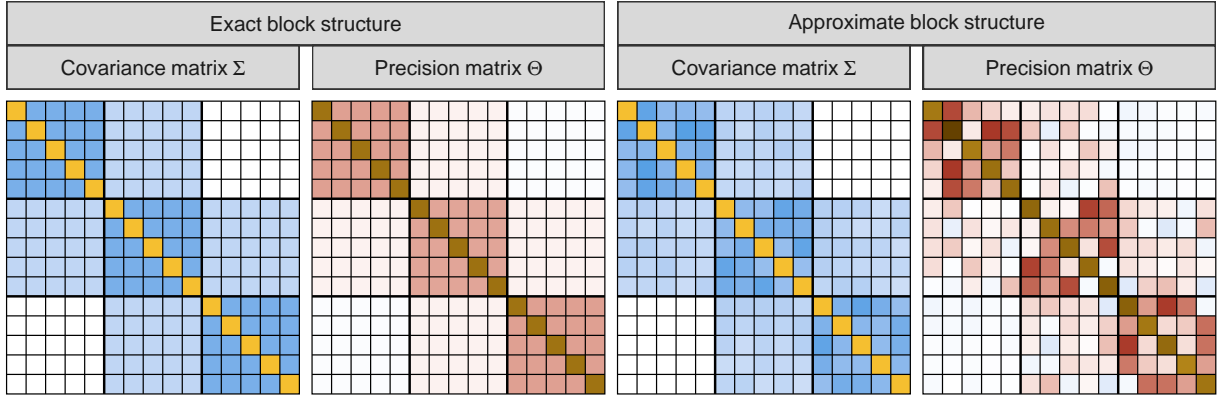 Exact block structure
Approximate block structure
Covariance matrix Σ
Precision matrix Θ
Covariance matrix Σ
Precision matrix Θ